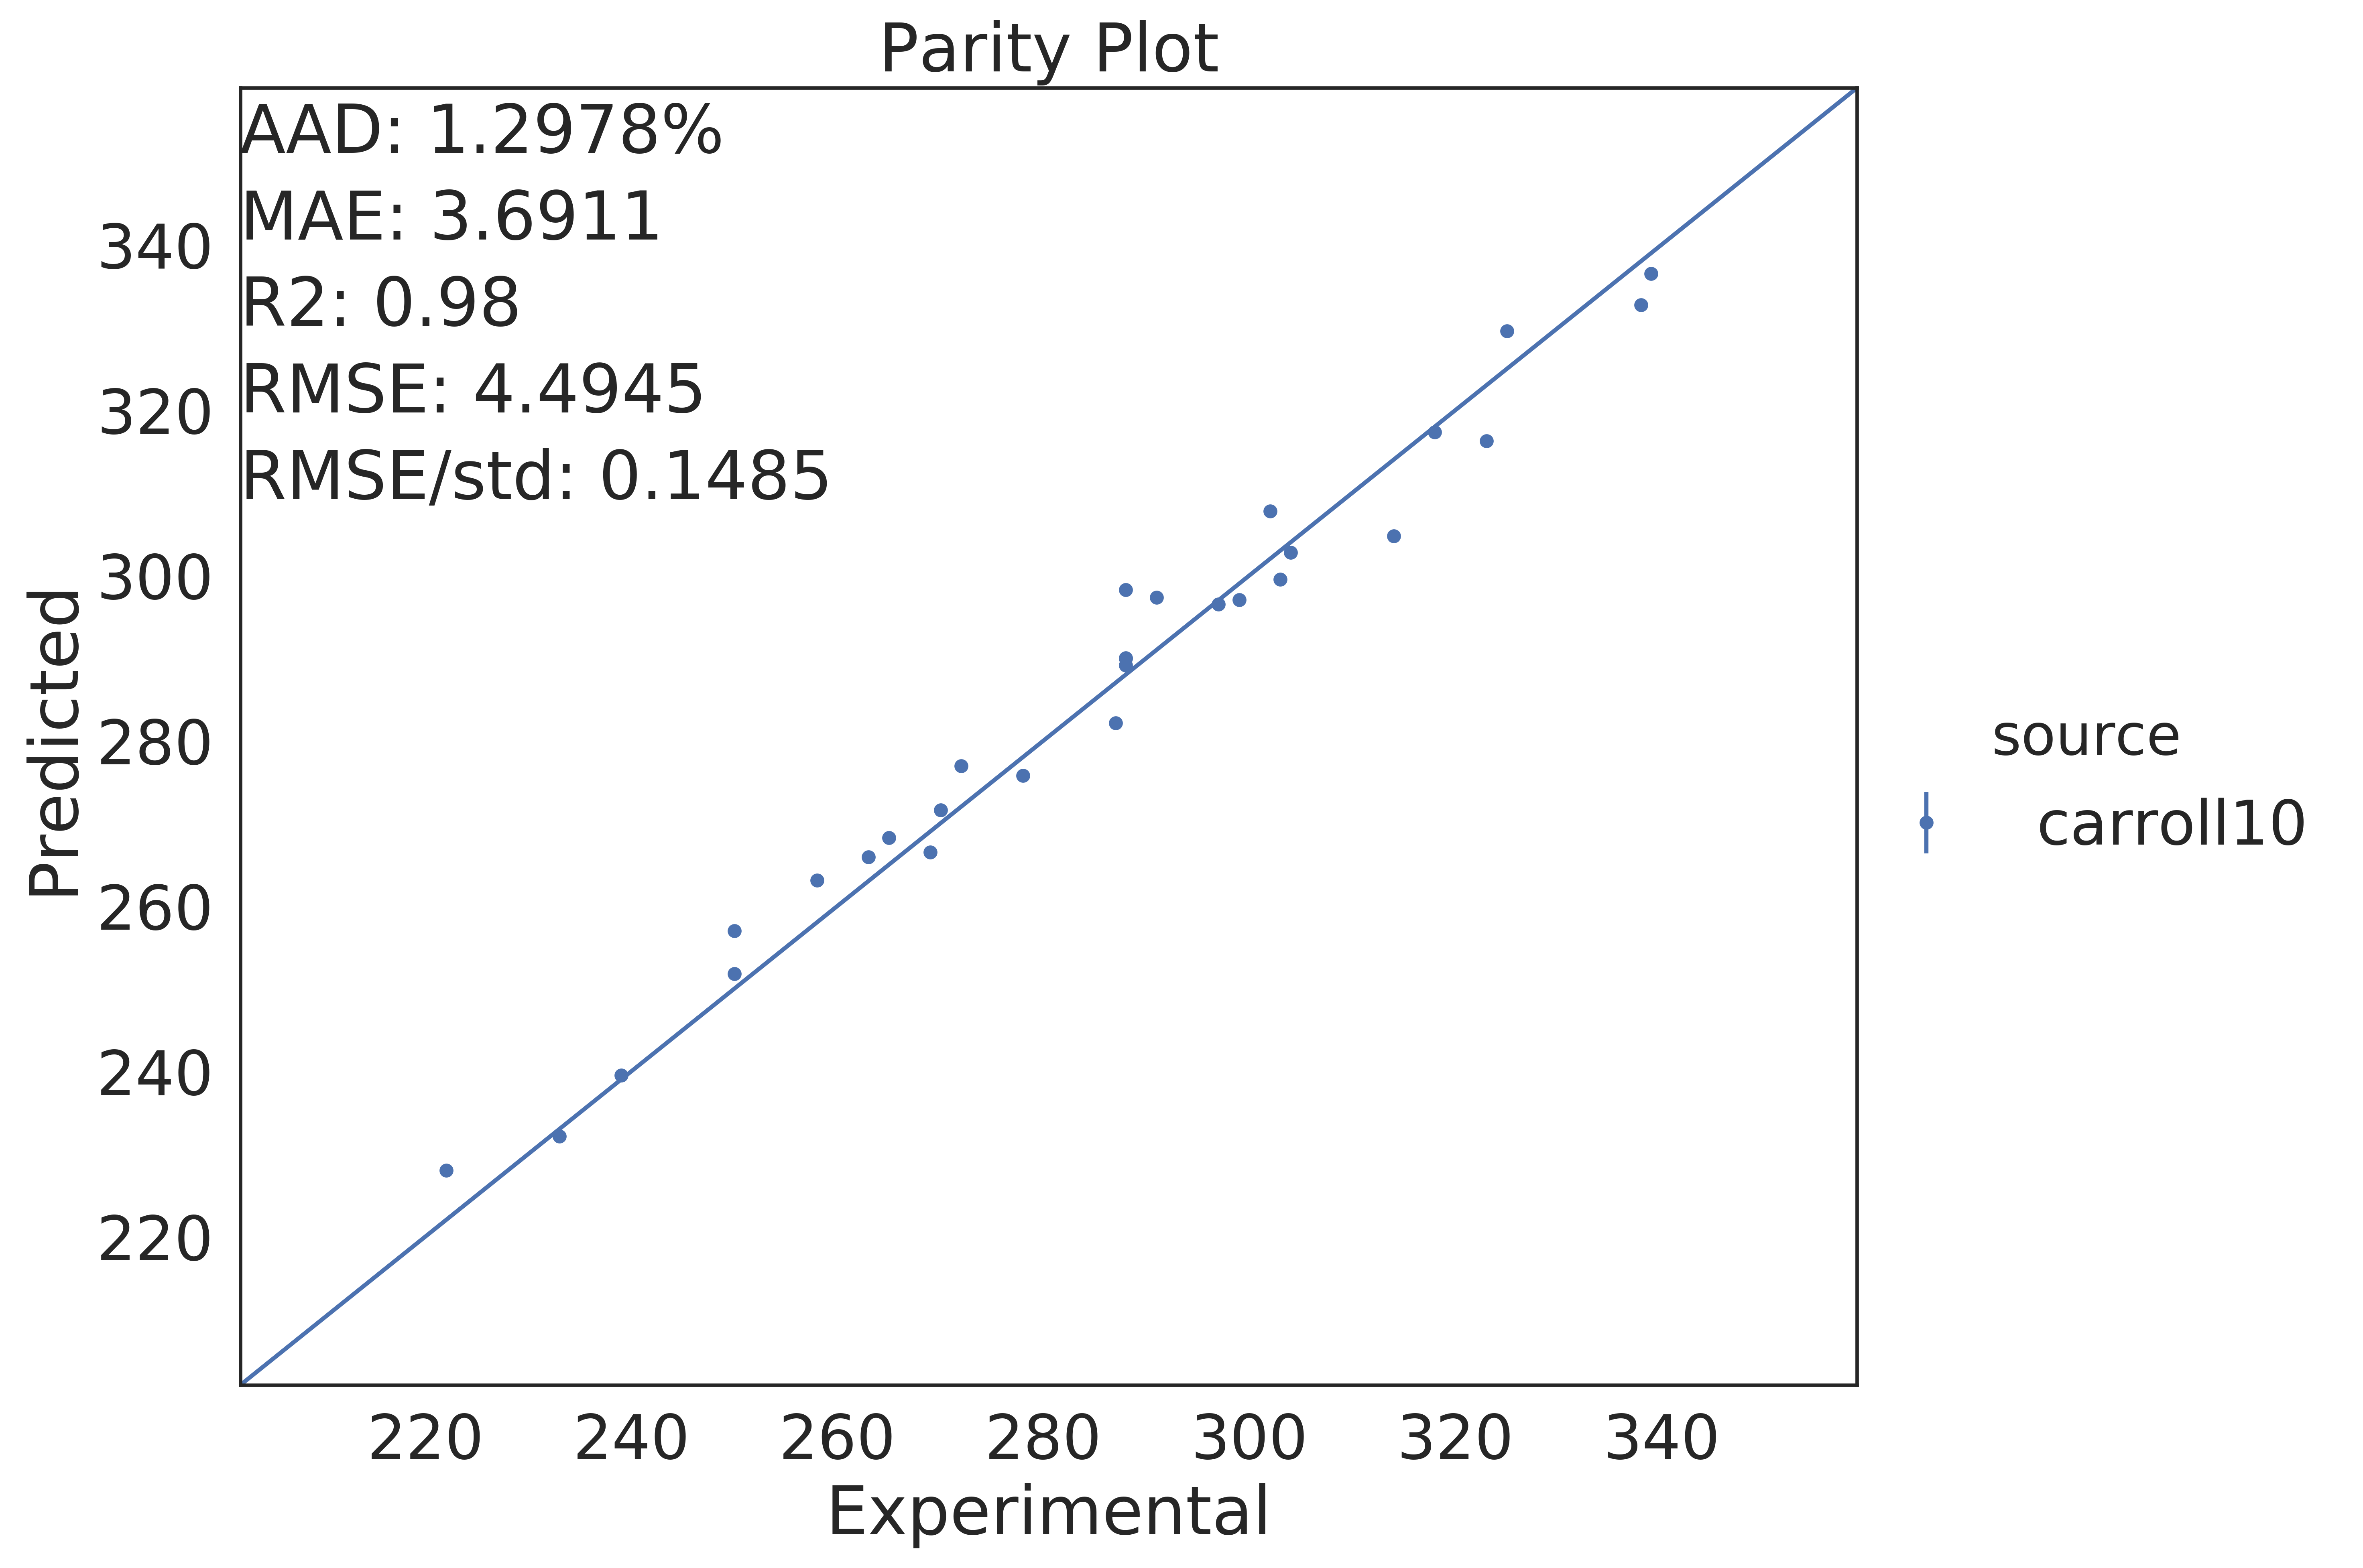 Parity Plot
AAD: 1.2978%
MAE: 3.6911
R2: 0.98
RMSE: 4.4945
RMSE/std: 0.1485
340
320
300
280
260
240
220
Predicted
220 240 260 280 300 320 340
Experimental
source
carroll10